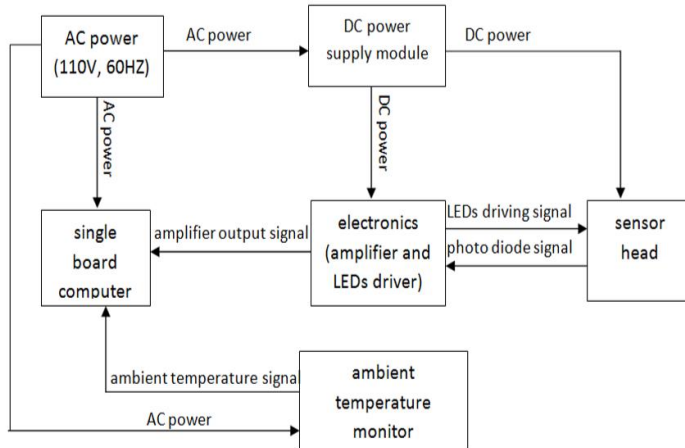 AC power
(110V, 60HZ)
AC power
DC power
supply module
DC power
AC power
DC power
single
board
computer
amplifier output signal
electronics
(amplifier and
LEDs driver)
LEDs driving signal
photo diode signal
sensor
head
ambient temperature signal
ambient
temperature
monitor
AC power